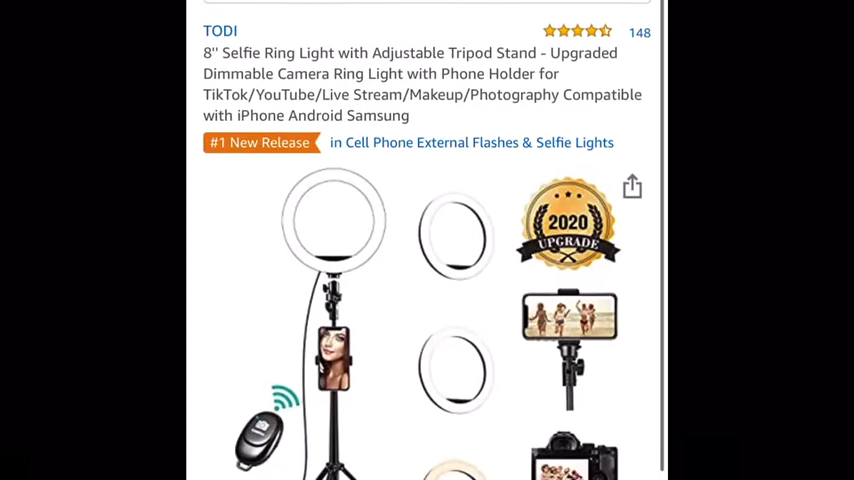 TODI
148
8" Selfie Ring Light with Adjustable Tripod Stand - Upgraded
Dimmable Camera Ring Light with Phone Holder for
TikTok/YouTube/Live Stream/Makeup/Photography Compatible
with iPhone Android Samsung
#1 New Release in Cell Phone External Flashes & Selfie Lights
2020
UPGRADE